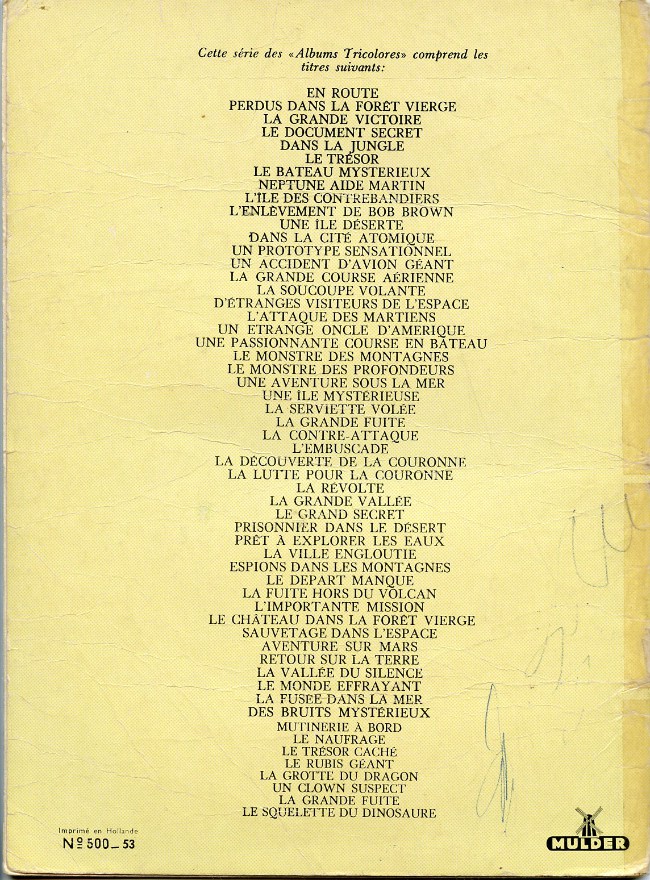 Cette série des «Albums Tricolores» comprend les
titres suivants:
EN ROUTE
PERDUS DANS LA FORÊT VIERGE
LA GRANDE VICTOIRE
LE DOCUMENT SECRET
DANS LA JUNGLE
LE TRÉSOR
LE BATEAU MYSTERIEUX
NEPTUNE AIDE MARTIN
L'ÎLE DES CONTREBANDIERS
L'ENLÈVEMENT DE BOB BROWN
UNE ÎLE DÉSERTE
DANS LA CITÉ ATOMIQUE
UN PROTOTYPE SENSATIONNEL
UN ACCIDENT D'AVION GÉANT
LA GRANDE COURSE AÉRIENNE
LA SOUCOUPE VOLANTE
D'ÉTRANGES VISITEURS DE L'ESPACE
L'ATTAQUE DES MARTIENS
UN ETRANGE ONCLE D'AMERIQUE
UNE PASSIONNANTE COURSE EN BATEAU
LE MONSTRE DES MONTAGNES
LE MONSTRE DES PROFONDEURS
UNE AVENTURE SOUS LA MER
UNE ÎLE MYSTÉRIEUSE
LA SERVIETTE VOLÉE
LA GRANDE FUITE
LA CONTRE-ATTAQUE
L'EMBUSCADE
LA DÉCOUVERTE DE LA COURONNE
LA LUTTE POUR LA COURONNE
LA RÉVOLTE
LA GRANDE VALLÉE
LE GRAND SECRET
PRISONNIER DANS LE DÉSERT
PRÊT À EXPLORER LES EAUX
LA VILLE ENGLOUTIE
ESPIONS DANS LES MONTAGNES
LE DEPART MANQUE
LA FUITE HORS DU VOLCAN
L'IMPORTANTE MISSION
LE CHÂTEAU DANS LA FORÊT VIERGE
SAUVETAGE DANS L'ESPACE
AVENTURE SUR MARS
RETOUR SUR LA TERRE
LA VALLÉE DU SILENCE
LE MONDE EFFRAYANT
LA FUSÉE DANS LA MER
DES BRUITS MYSTÉRIEUX
MUTINERIE À BORD
LE NAUFRAGE
LE TRÉSOR CACHÉ
LE RUBIS GÉANT
LA GROTTE DU DRAGON
UN CLOWN SUSPECT
LA GRANDE FUITE
LE SQUELETTE DU DINOSAURE
Imprimé en Hollande
Nº 500_53
MULDER